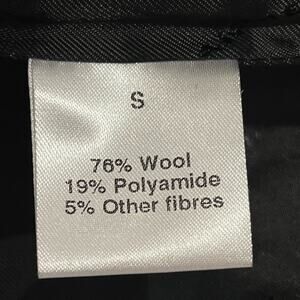 S
76% Wool
19% Polyamide
5% Other fibres